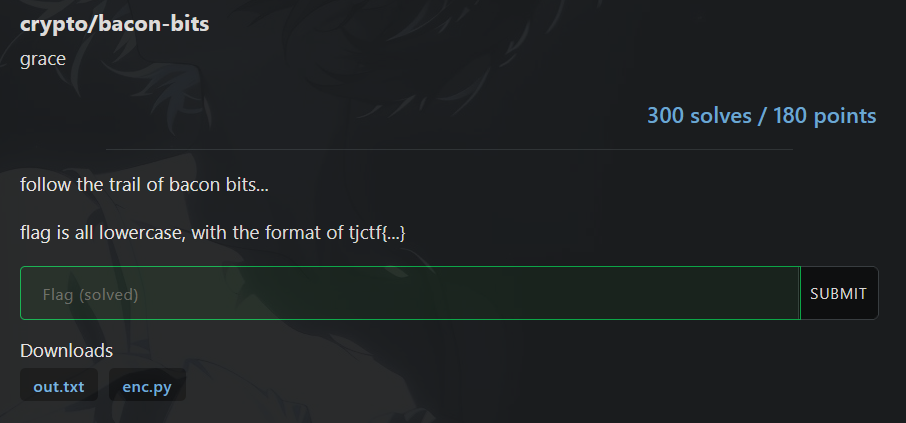 crypto/bacon-bits
grace
300 solves / 180 points
follow the trail of bacon bits...
flag is all lowercase, with the format of tjctf{...}
Flag (solved)
SUBMIT
Downloads
out.txt
enc.py